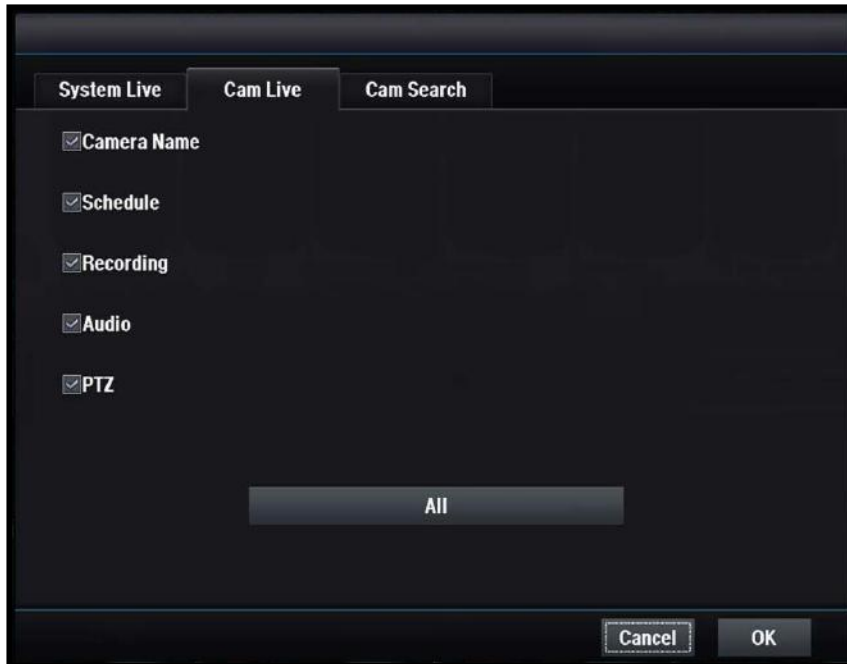 System Live Cam Live Cam Search
Camera Name
Schedule
Recording
Audio
PTZ
All
Cancel OK